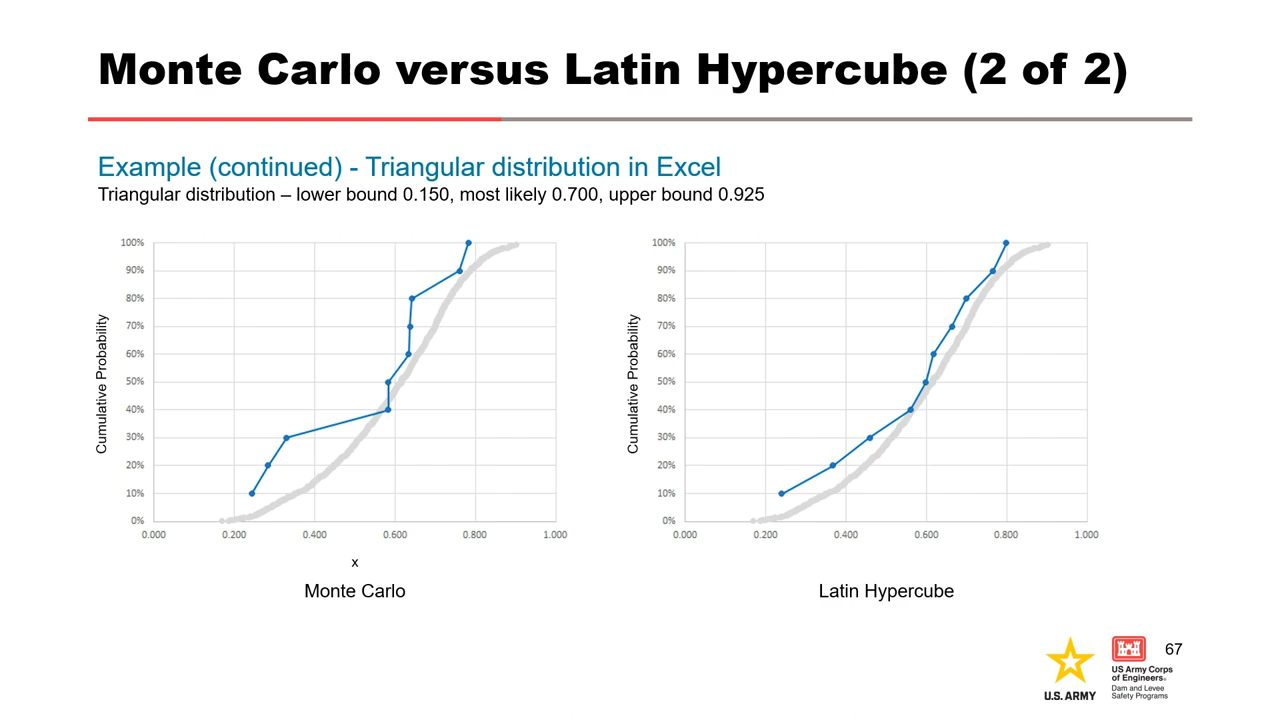 Monte Carlo versus Latin Hypercube (2 of 2)
Example (continued) - Triangular distribution in Excel
Triangular distribution – lower bound 0.150, most likely 0.700, upper bound 0.925
Cumulative Probability
100%
90%
80%
70%
60%
50%
40%
30%
20%
10%
0%
0.000 0.200 0.400 0.600 0.800 1.000
x
Monte Carlo
Cumulative Probability
100%
90%
80%
70%
60%
50%
40%
30%
20%
10%
0%
0.000 0.200 0.400 0.600 0.800 1.000
Latin Hypercube
U.S. ARMY
US Army Corps
of Engineers®
Dam and Levee
Safety Programs
67